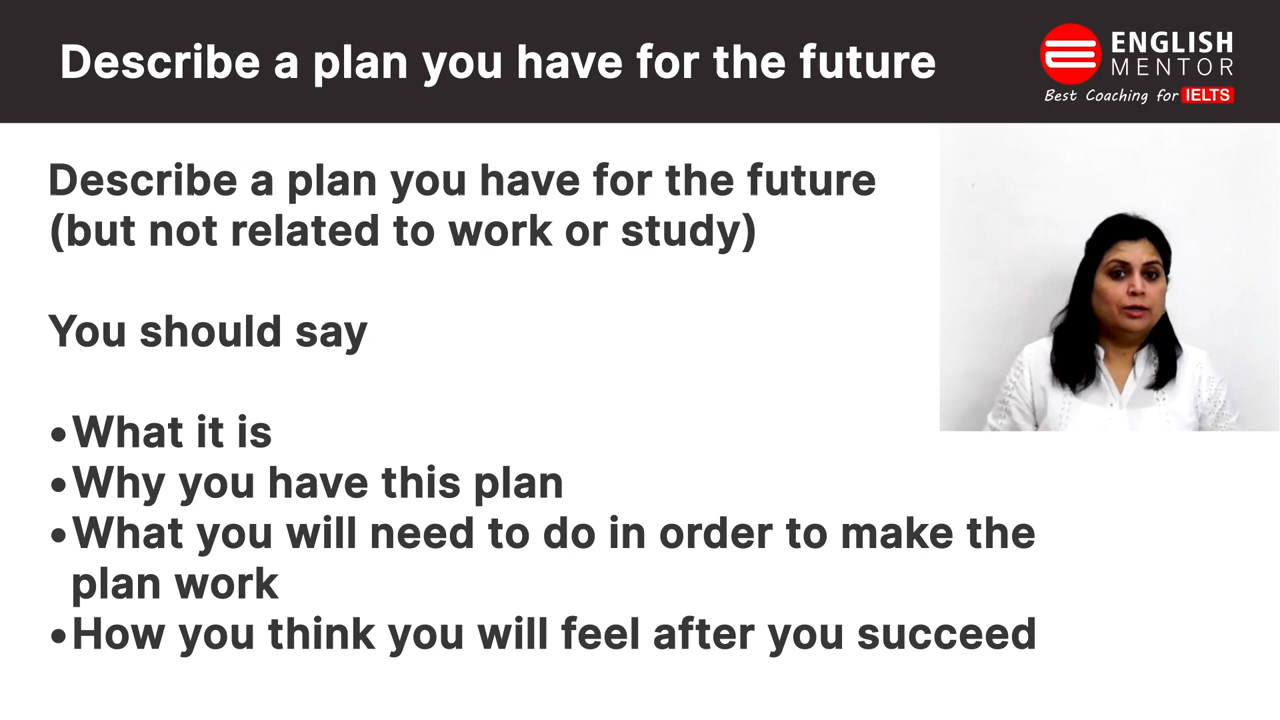 Describe a plan you have for the future
ENGLISH
MENTOR
Best Coaching for IELTS
Describe a plan you have for the future
(but not related to work or study)
You should say
•What it is
•Why you have this plan
•What you will need to do in order to make the
plan work
•How you think you will feel after you succeed